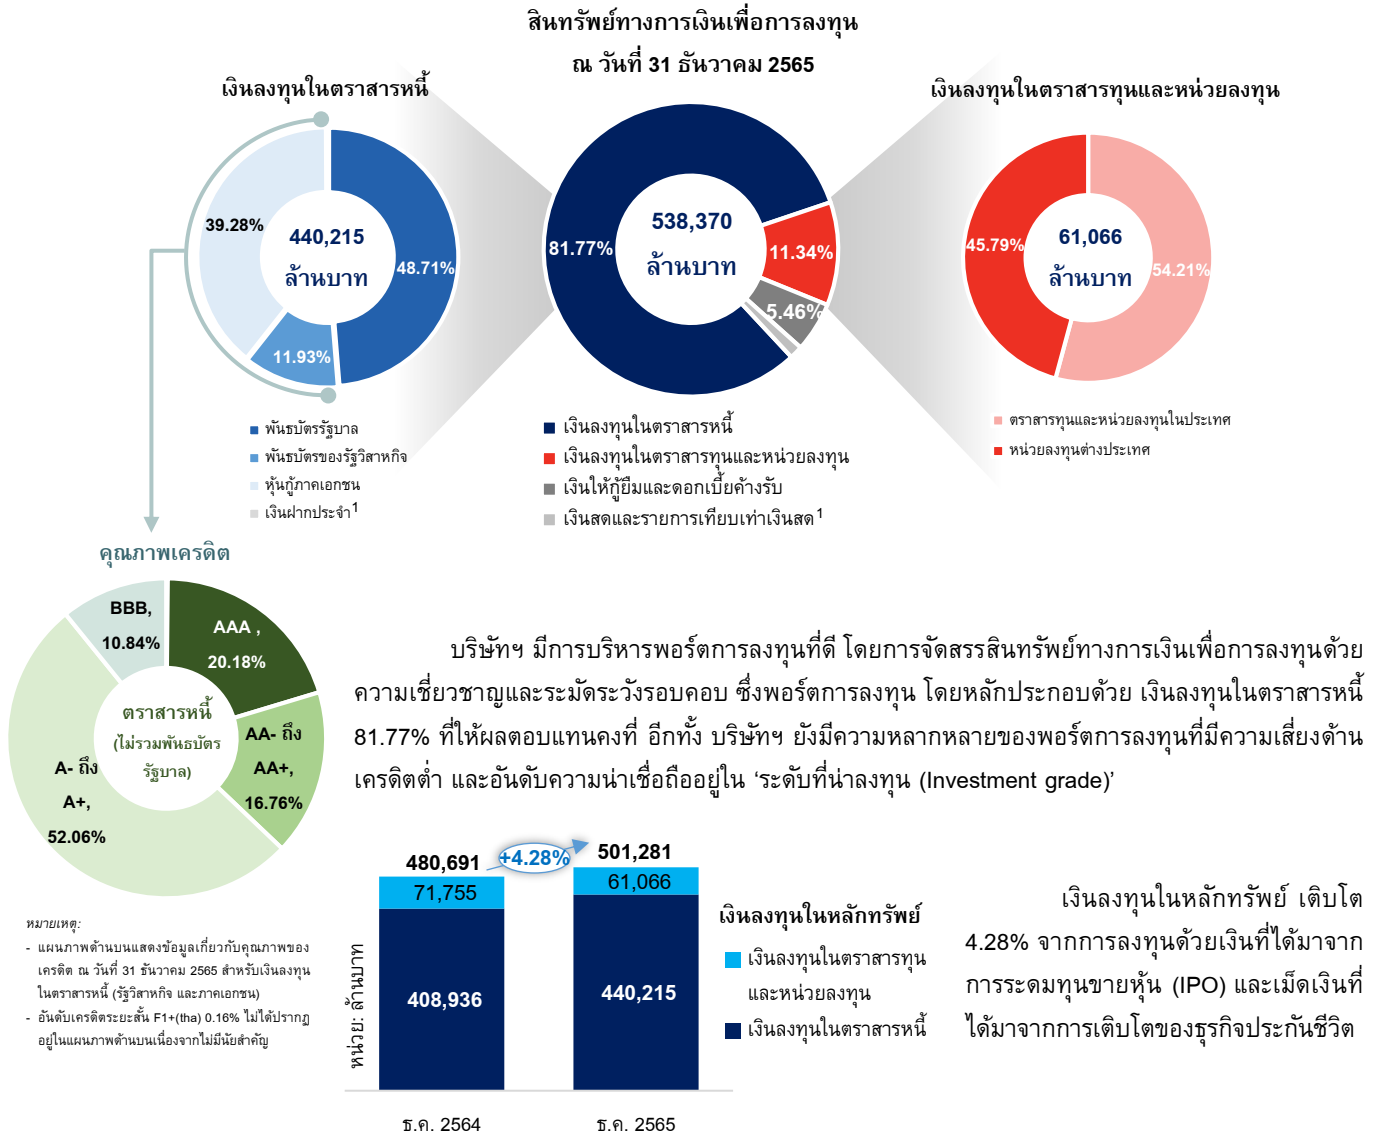 สินทรัพย์ทางการเงินเพื่อการลงทุน
ณ วันที่ 31 ธันวาคม 2565
เงินลงทุนในตราสารหนี้
39.28%
440,215
ล้านบาท
48.71%
11.93%
พันธบัตรรัฐบาล
พันธบัตรของรัฐวิสาหกิจ
หุ้นกู้ภาคเอกชน
เงินฝากประจำ1
81.77%
538,370
ล้านบาท
11.34%
5.46%
เงินลงทุนในตราสารหนี้
เงินลงทุนในตราสารทุนและหน่วยลงทุน
เงินให้กู้ยืมและดอกเบี้ยค้างรับ
เงินสดและรายการเทียบเท่าเงินสด1
เงินลงทุนในตราสารทุนและหน่วยลงทุน
45.79%
61,066
ล้านบาท
54.21%
ตราสารทุนและหน่วยลงทุนในประเทศ
หน่วยลงทุนต่างประเทศ
คุณภาพเครดิต
BBB,
10.84%
AAA ,
20.18%
ตราสารหนี้
(ไม่รวมพันธบัตร
รัฐบาล)
AA- ถึง
AA+,
16.76%
A- ถึง
A+,
52.06%
หมายเหตุ:
- แผนภาพด้านบนแสดงข้อมูลเกี่ยวกับคุณภาพของ
เครดิต ณ วันที่ 31 ธันวาคม 2565 สำหรับเงินลงทุน
ในตราสารหนี้ (รัฐวิสาหกิจ และภาคเอกชน)
- อันดับเครดิตระยะสั้น F1+(tha) 0.16% ไม่ได้ปรากฏ
อยู่ในแผนภาพด้านบนเนื่องจากไม่มีนัยสำคัญ
บริษัทฯ มีการบริหารพอร์ตการลงทุนที่ดี โดยการจัดสรรสินทรัพย์ทางการเงินเพื่อการลงทุนด้วย
ความเชี่ยวชาญและระมัดระวังรอบคอบ ซึ่งพอร์ตการลงทุน โดยหลักประกอบด้วย เงินลงทุนในตราสารหนี้
81.77% ที่ให้ผลตอบแทนคงที่ อีกทั้ง บริษัทฯ ยังมีความหลากหลายของพอร์ตการลงทุนที่มีความเสี่ยงด้าน
เครดิตต่ำ และอันดับความน่าเชื่อถืออยู่ใน ‘ระดับที่น่าลงทุน (Investment grade)’
หน่วย: ล้านบาท
480,691
+4.28%
501,281
71,755
61,066
408,936
440,215
ธ.ค. 2564
ธ.ค. 2565
เงินลงทุนในหลักทรัพย์
เงินลงทุนในตราสารทุน
และหน่วยลงทุน
เงินลงทุนในตราสารหนี้
เงินลงทุนในหลักทรัพย์ เติบโต
4.28% จากการลงทุนด้วยเงินที่ได้มาจาก
การระดมทุนขายหุ้น (IPO) และเม็ดเงินที่
ได้มาจากการเติบโตของธุรกิจประกันชีวิต